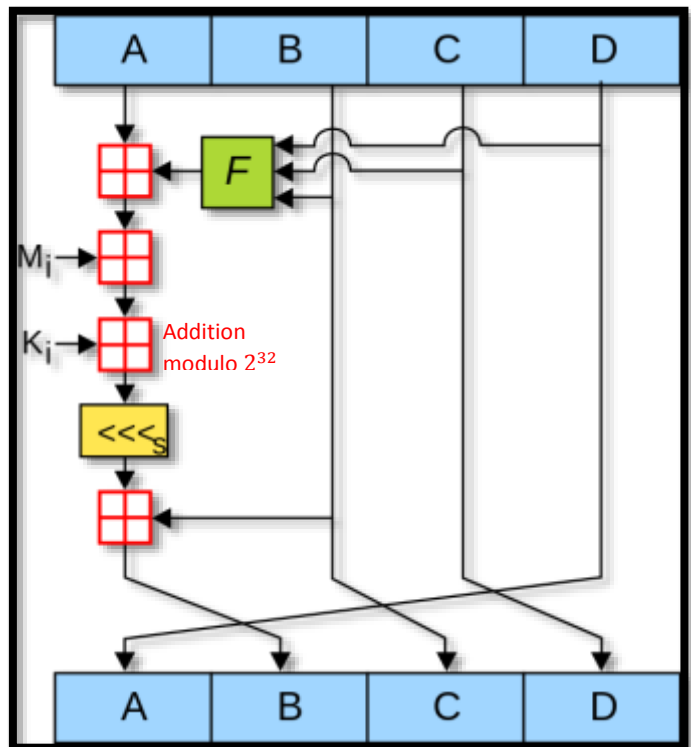 A B C D
F
Mᵢ
Kᵢ
Addition
modulo 2³²
<<<ₛ
A B C D